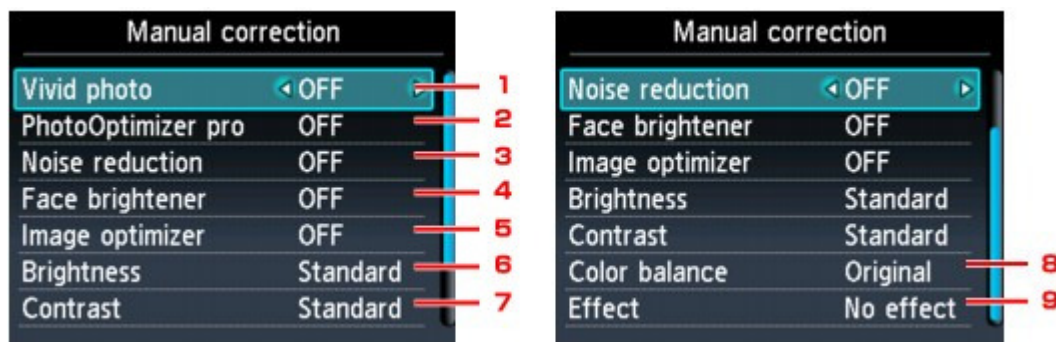 Manual correction
Vivid photo OFF 1
PhotoOptimizer pro OFF 2
Noise reduction OFF 3
Face brightener OFF 4
Image optimizer OFF 5
Brightness Standard 6
Contrast Standard 7
Manual correction
Noise reduction OFF
Face brightener OFF
Image optimizer OFF
Brightness Standard
Contrast Standard
Color balance Original 8
Effect No effect 9